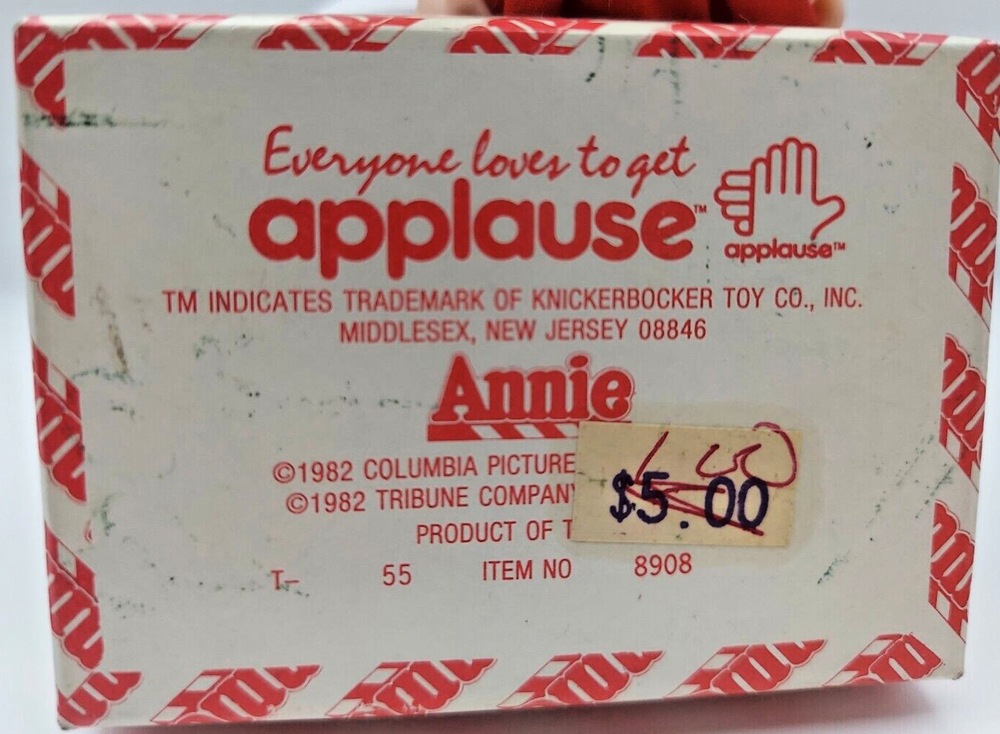 Everyone loves to get
applause™
applause™
TM INDICATES TRADEMARK OF KNICKERBOCKER TOY CO., INC.
MIDDLESEX, NEW JERSEY 08846
Annie
©1982 COLUMBIA PICTURE
©1982 TRIBUNE COMPANY
$5.00
PRODUCT OF T
T– 55 ITEM NO 8908